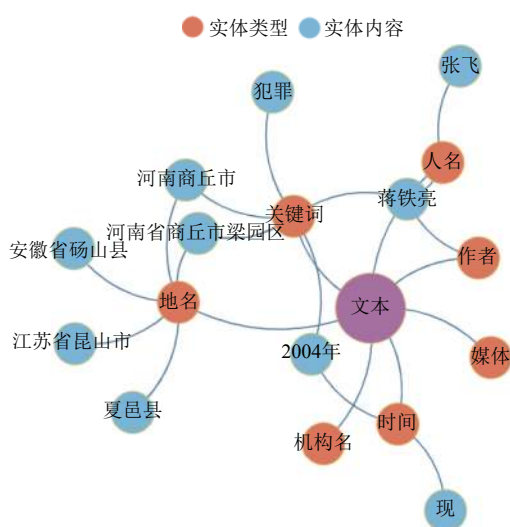 实体类型 实体内容
张飞
犯罪
人名
河南商丘市
蒋铁亮
关键词
河南省商丘市梁园区
安徽省砀山县
作者
地名
文本
江苏省昆山市
2004年
媒体
夏邑县
时间
机构名
现